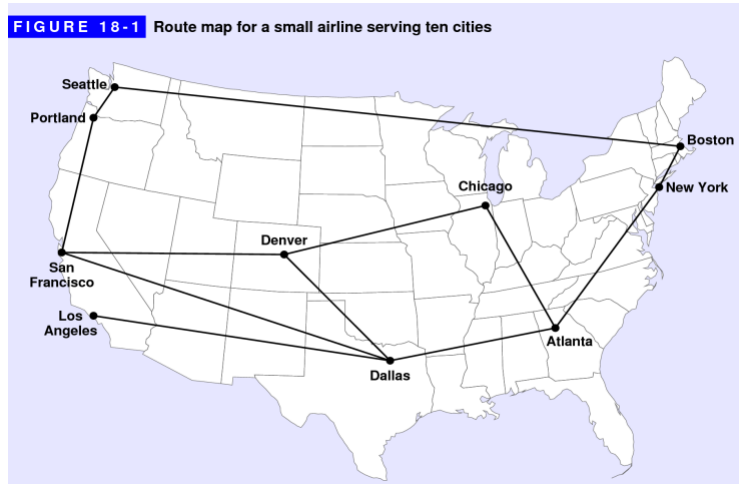 FIGURE 18-1 Route map for a small airline serving ten cities
Seattle
Portland
Boston
Chicago
New York
Denver
San
Francisco
Los
Angeles
Atlanta
Dallas